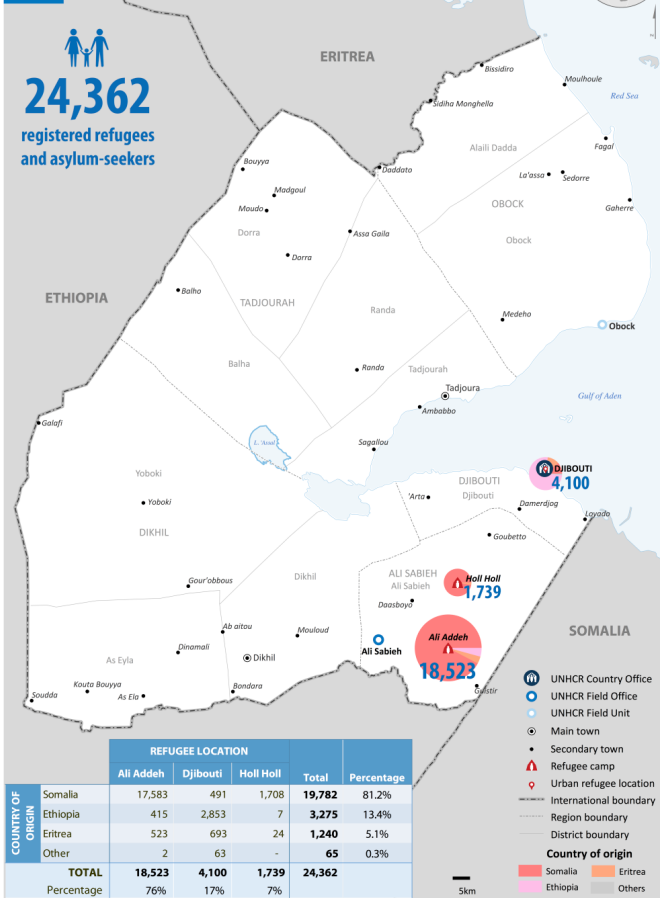 24,362
registered refugees
and asylum-seekers
ERITREA
Bissidiro
Moulhoule
Red Sea
Sidiha Monghella
Fagal
Alaili Dadda
Bouyya
Daddato
La'assa
Sedorre
Madgoul
OBOCK
Gaherre
Moudo
Dorra
Assa Gaila
Obock
Dorra
ETHIOPIA
Balho
TADJOURAH
Randa
Medeho
Obock
Balha
Randa
Tadjourah
Tadjoura
Gulf of Aden
Ambabbo
Galafi
L. 'Assal
Sagallou
Yoboki
DJIBOUTI
4,100
DJIBOUTI
Djibouti
'Arta
Yoboki
Damerdjog
Loyada
DIKHIL
Goubetto
ALI SABIEH
Ali Sabieh
Dikhil
Gour'obbous
Holl Holl
1,739
Daasboyo
Ab aitou
Mouloud
Ali Addeh
SOMALIA
Dinamali
Ali Sabieh
As Eyla
Dikhil
18,523
Kouta Bouyya
Bondara
Guistir
Soudda
As Ela
UNHCR Country Office
UNHCR Field Office
UNHCR Field Unit
Main town
Secondary town
Refugee camp
Urban refugee location
International boundary
Region boundary
District boundary
Country of origin
Somalia Eritrea
Ethiopia Others
5km
REFUGEE LOCATION
Ali Addeh Djibouti Holl Holl Total Percentage
COUNTRY OF
ORIGIN
Somalia 17,583 491 1,708 19,782 81.2%
Ethiopia 415 2,853 7 3,275 13.4%
Eritrea 523 693 24 1,240 5.1%
Other 2 63 - 65 0.3%
TOTAL 18,523 4,100 1,739 24,362
Percentage 76% 17% 7%